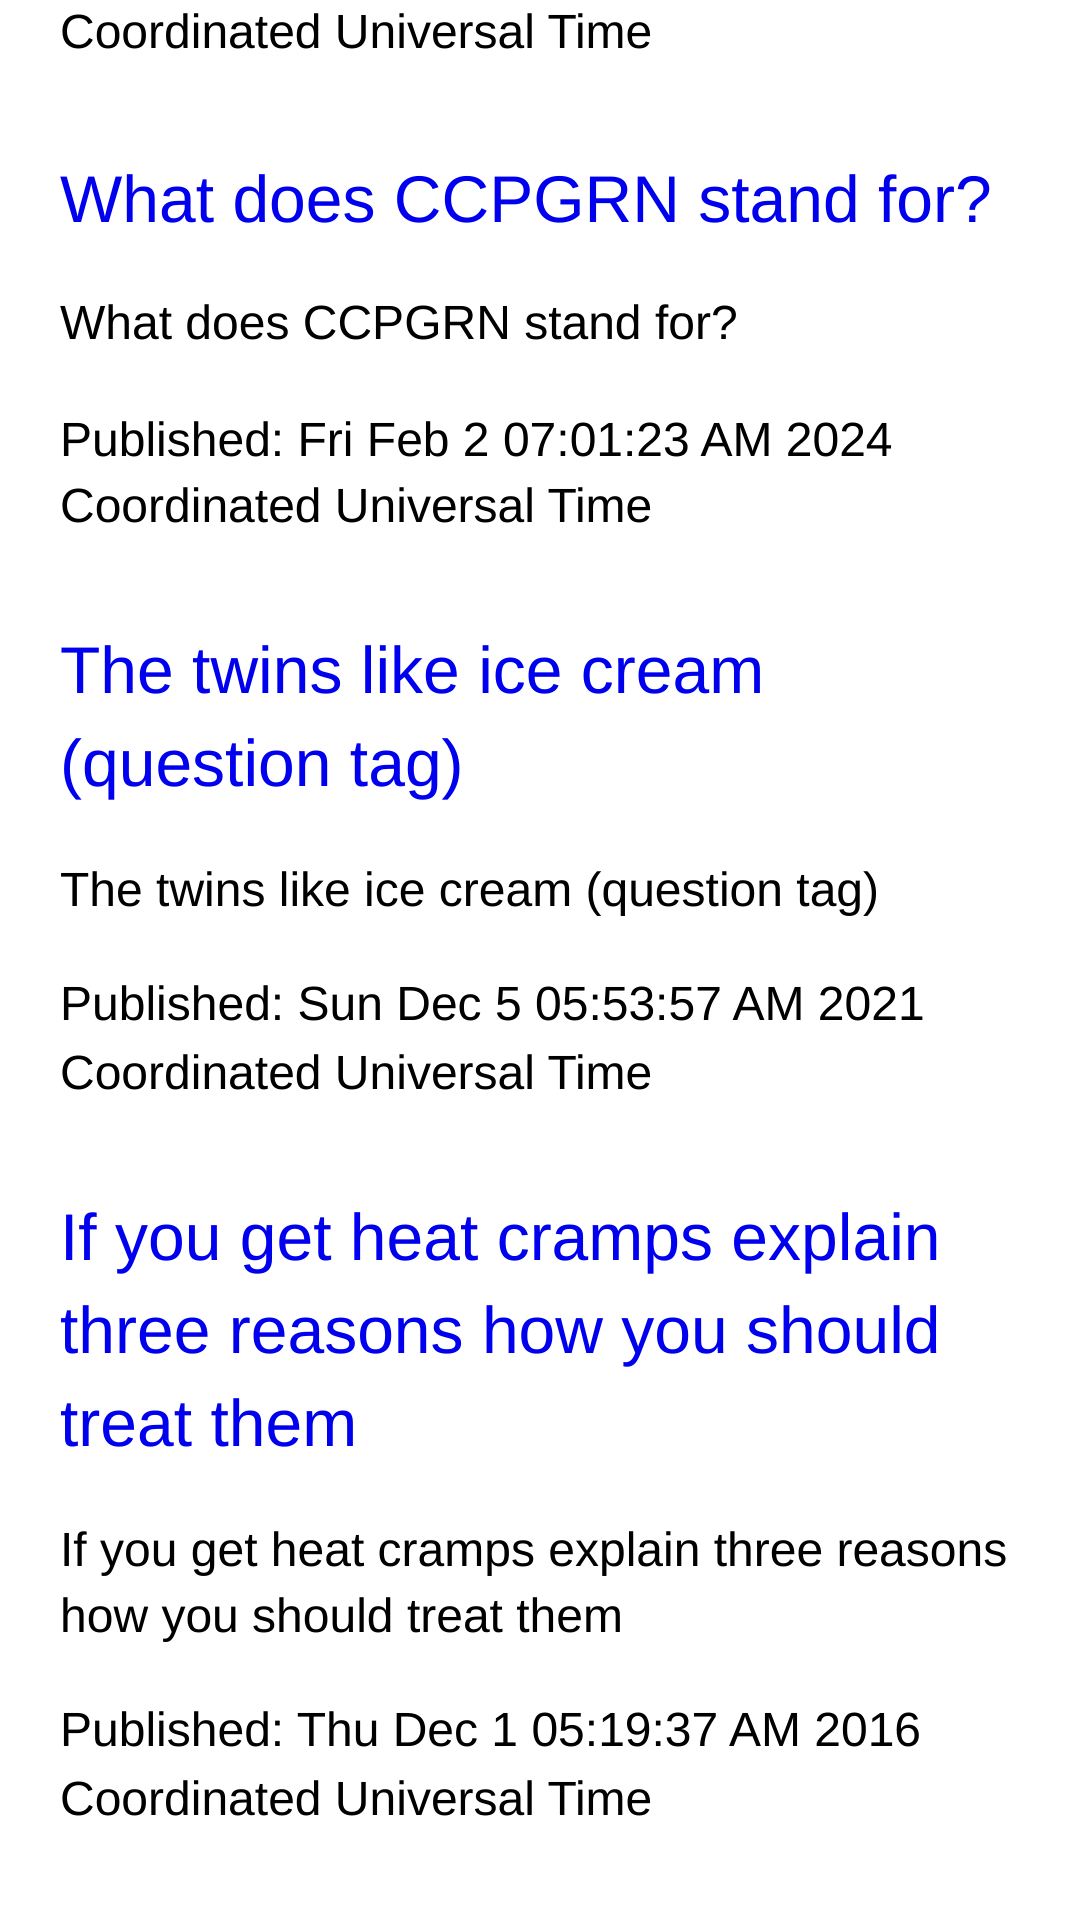 Coordinated Universal Time
What does CCPGRN stand for?
What does CCPGRN stand for?
Published: Fri Feb 2 07:01:23 AM 2024
Coordinated Universal Time
The twins like ice cream
(question tag)
The twins like ice cream (question tag)
Published: Sun Dec 5 05:53:57 AM 2021
Coordinated Universal Time
If you get heat cramps explain
three reasons how you should
treat them
If you get heat cramps explain three reasons
how you should treat them
Published: Thu Dec 1 05:19:37 AM 2016
Coordinated Universal Time